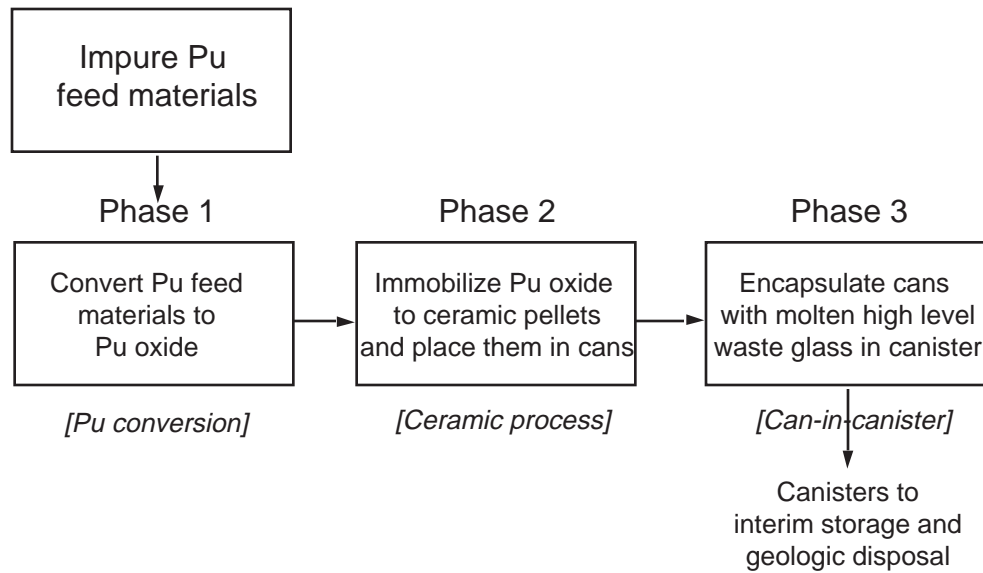 Impure Pu
feed materials
Phase 1
Convert Pu feed
materials to
Pu oxide
[Pu conversion]
Phase 2
Immobilize Pu oxide
to ceramic pellets
and place them in cans
[Ceramic process]
Phase 3
Encapsulate cans
with molten high level
waste glass in canister
[Can-in-canister]
Canisters to
interim storage and
geologic disposal